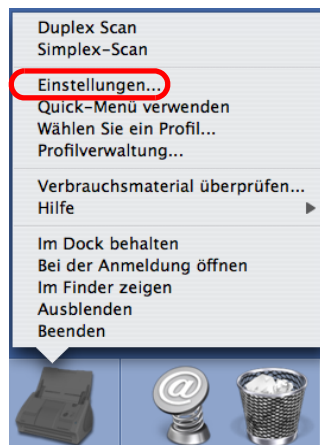 Duplex Scan
Simplex-Scan
Einstellungen...
Quick-Menü verwenden
Wählen Sie ein Profil...
Profilverwaltung...
Verbrauchsmaterial überprüfen...
Hilfe
Im Dock behalten
Bei der Anmeldung öffnen
Im Finder zeigen
Ausblenden
Beenden
@